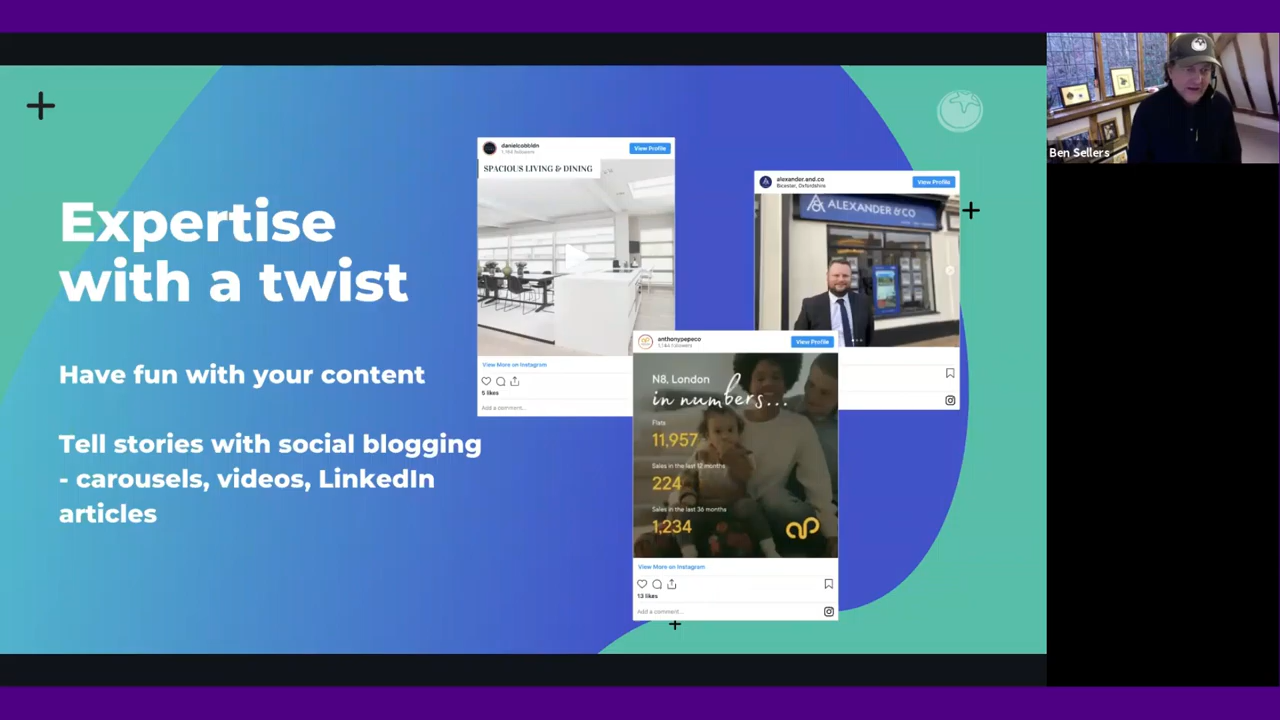 Expertise
with a twist
Have fun with your content
Tell stories with social blogging
- carousels, videos, LinkedIn
articles
danielcobbldn
View Profile
SPACIOUS LIVING & DINING
View More on Instagram
5 likes
Add a comment...
alexander.and.co
Bicester, Oxfordshire
View Profile
ALEXANDER & CO
anthonypepeco
View Profile
N8, London
in numbers...
Flats
11,957
Sales in the last 12 months
224
Sales in the last 36 months
1,234
View More on Instagram
13 likes
Add a comment...
Ben Sellers